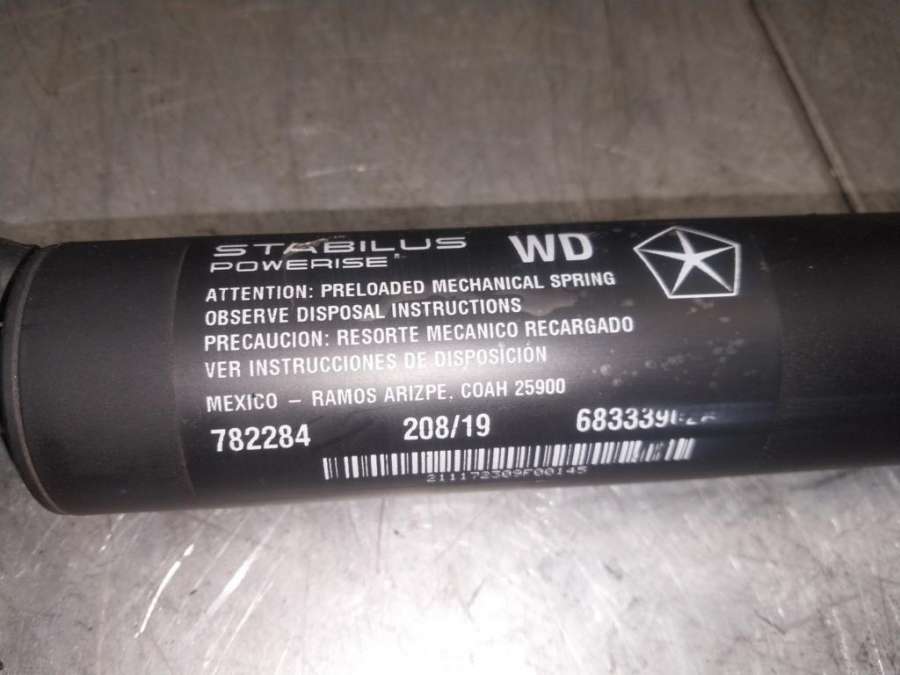 STABILUS WD
POWERISE®
ATTENTION: PRELOADED MECHANICAL SPRING
OBSERVE DISPOSAL INSTRUCTIONS
PRECAUCION: RESORTE MECANICO RECARGADO
VER INSTRUCCIONES DE DISPOSICIÓN
MEXICO – RAMOS ARIZPE, COAH 25900
782284 208/19
211172309F00145